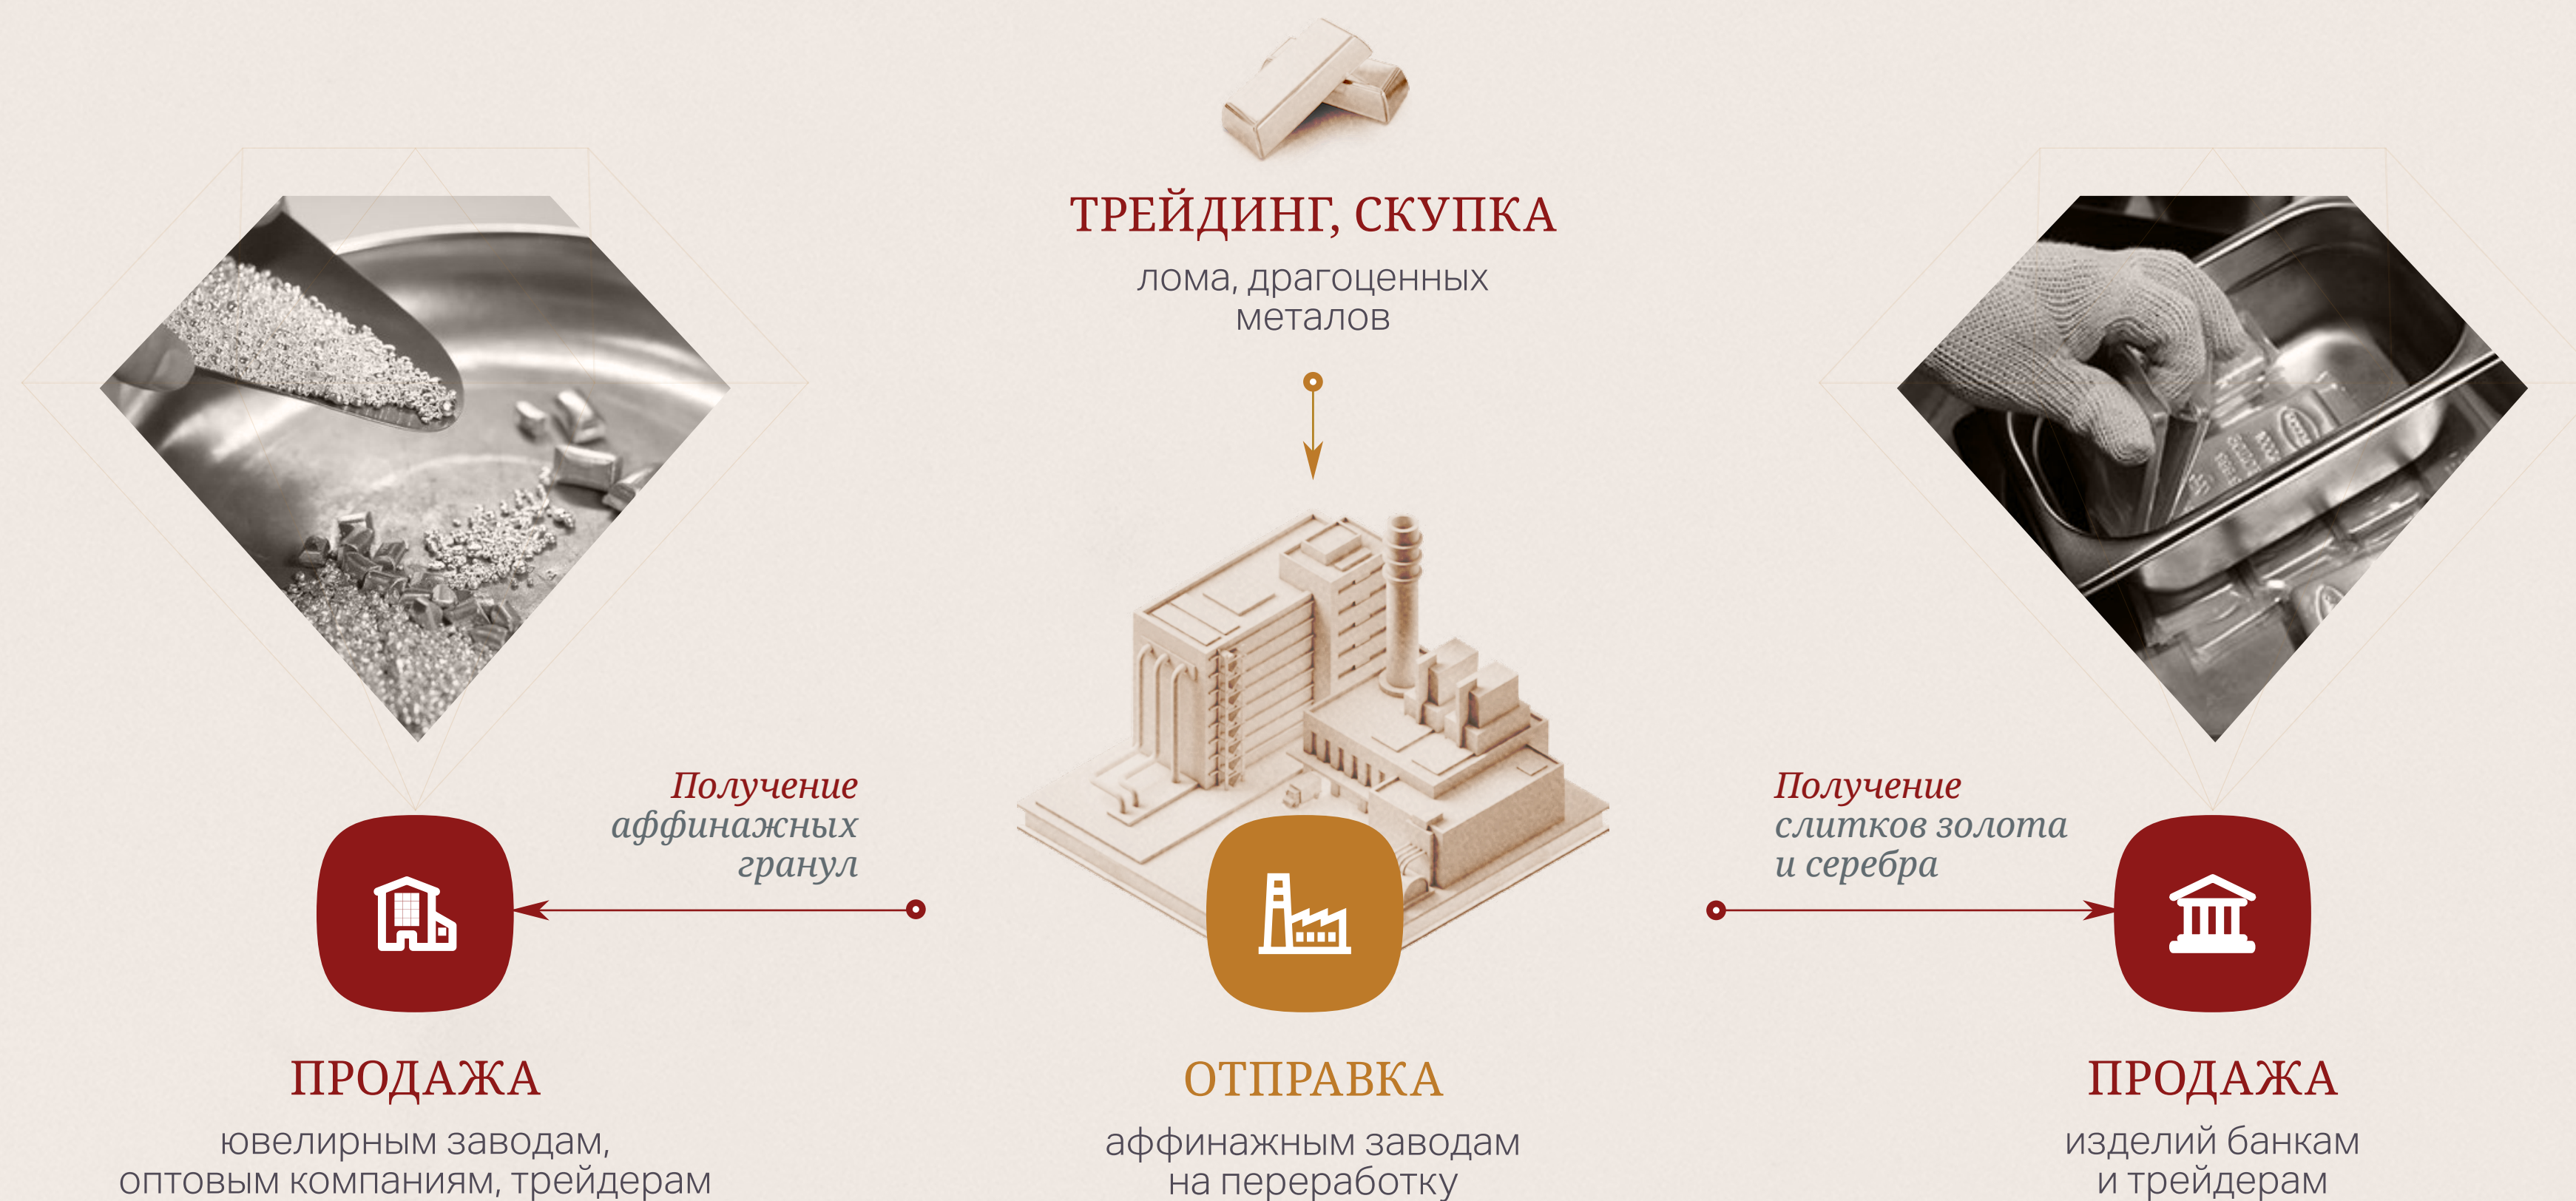 ТРЕЙДИНГ, СКУПКА
лома, драгоценных
металов
Получение
аффинажных
гранул
Получение
слитков золота
и серебра
ПРОДАЖА
ювелирным заводам,
оптовым компаниям, трейдерам
ОТПРАВКА
аффинажным заводам
на переработку
ПРОДАЖА
изделий банкам
и трейдерам